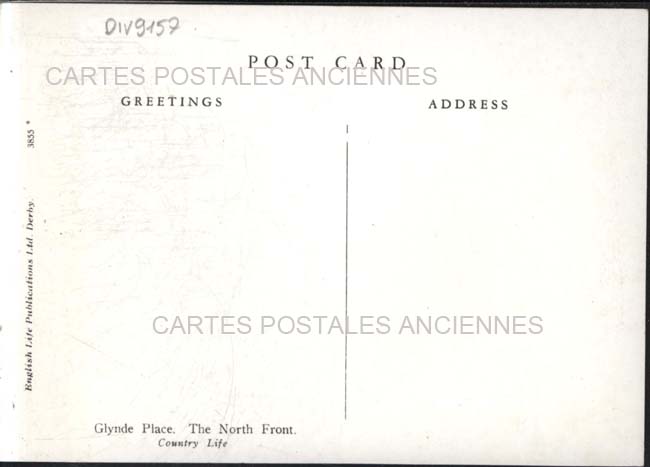 DIV9157
POST CARD
CARTES POSTALES ANCIENNES
GREETINGS
ADDRESS
3855 *
English Life Publications Ltd. Derby.
CARTES POSTALES ANCIENNES
Glynde Place. The North Front.
Country Life